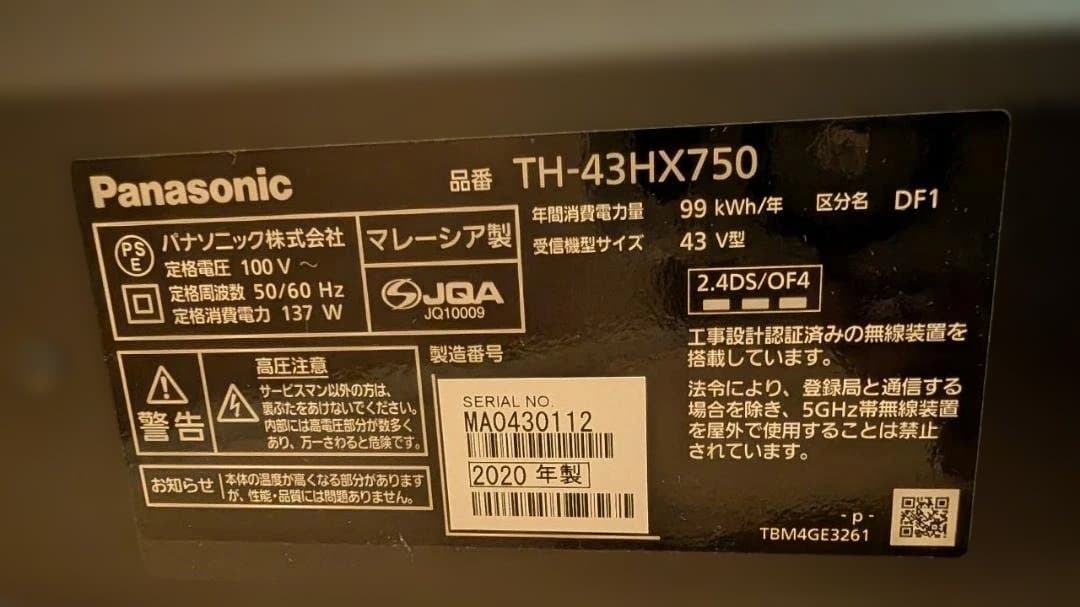 Panasonic
品番 TH-43HX750
年間消費電力量 99 kWh/年 区分名 DF1
受信機型サイズ 43 V型
PS
E
パナソニック株式会社
定格電圧 100 V ～
定格周波数 50/60 Hz
定格消費電力 137 W
マレーシア製
JQA
JQ10009
2.4DS/OF4
工事設計認証済みの無線装置を
搭載しています。
法令により、登録局と通信する
場合を除き、5GHz帯無線装置
を屋外で使用することは禁止
されています。
警告
高圧注意
サービスマン以外の方は、
裏ぶたをあけないでください。
内部には高電圧部分が数多く
あり、万一さわると危険です。
お知らせ
本体の温度が高くなる部分があります
が、性能・品質には問題ありません。
製造番号
SERIAL NO.
MA0430112
2020 年製
- p -
TBM4GE3261